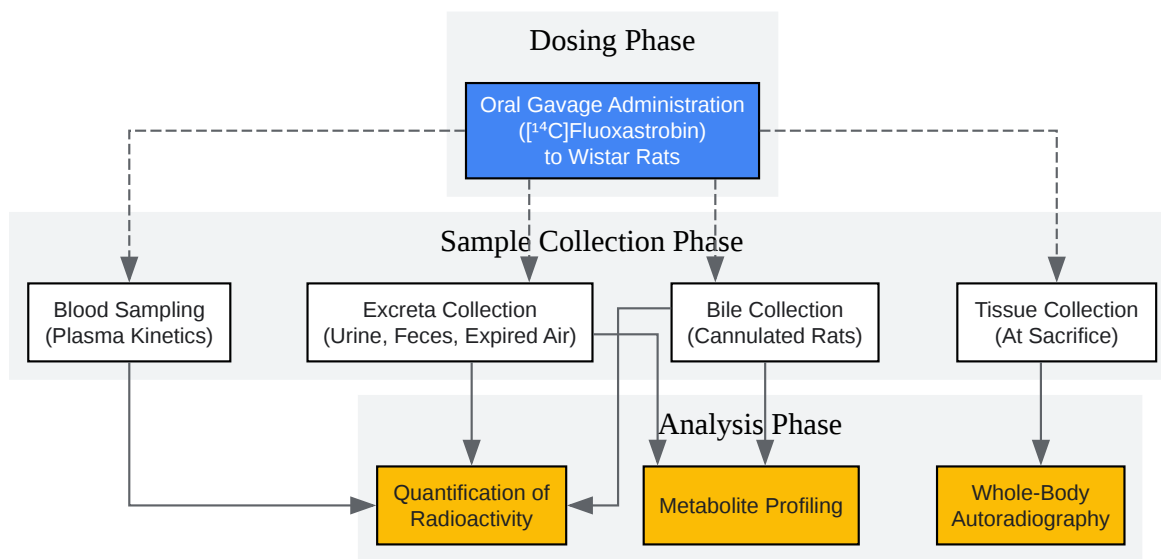 Dosing Phase
Oral Gavage Administration
([¹⁴C]Fluoxastrobin)
to Wistar Rats
Sample Collection Phase
Blood Sampling
(Plasma Kinetics)
Excreta Collection
(Urine, Feces, Expired Air)
Bile Collection
(Cannulated Rats)
Tissue Collection
(At Sacrifice)
Analysis Phase
Quantification of
Radioactivity
Metabolite Profiling
Whole-Body
Autoradiography